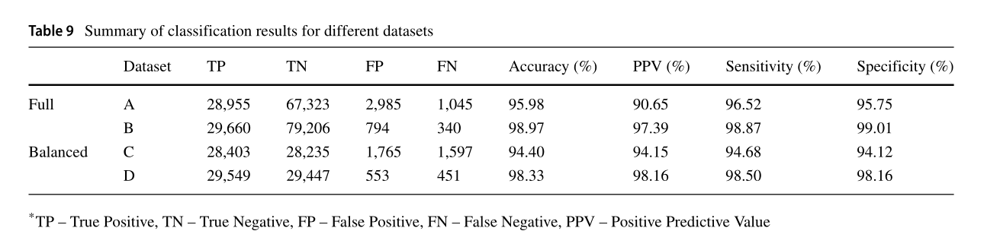 Table 9 Summary of classification results for different datasets
Dataset TP TN FP FN Accuracy (%) PPV (%) Sensitivity (%) Specificity (%)
Full A 28,955 67,323 2,985 1,045 95.98 90.65 96.52 95.75
B 29,660 79,206 794 340 98.97 97.39 98.87 99.01
Balanced C 28,403 28,235 1,765 1,597 94.40 94.15 94.68 94.12
D 29,549 29,447 553 451 98.33 98.16 98.50 98.16
*TP – True Positive, TN – True Negative, FP – False Positive, FN – False Negative, PPV – Positive Predictive Value